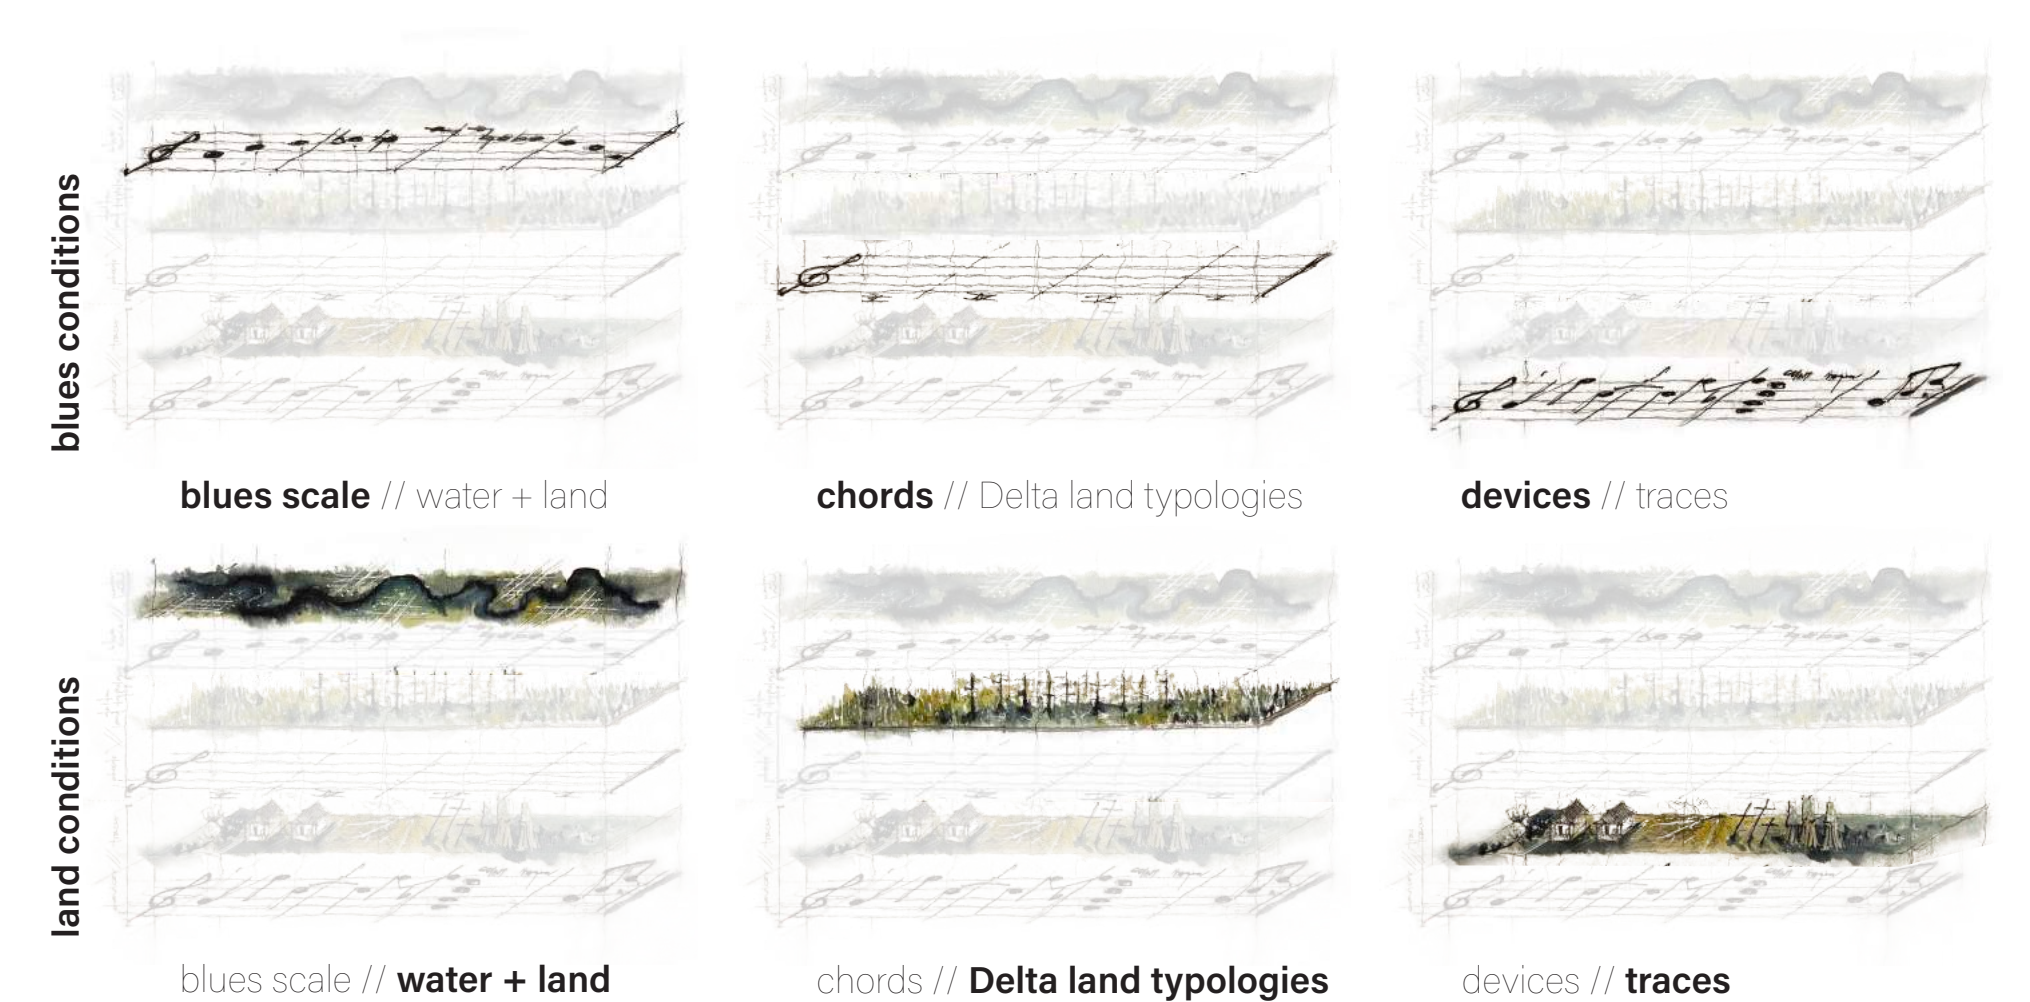 blues conditions
blues scale // water + land
chords // Delta land typologies
devices // traces
land conditions
blues scale // water + land
chords // Delta land typologies
devices // traces